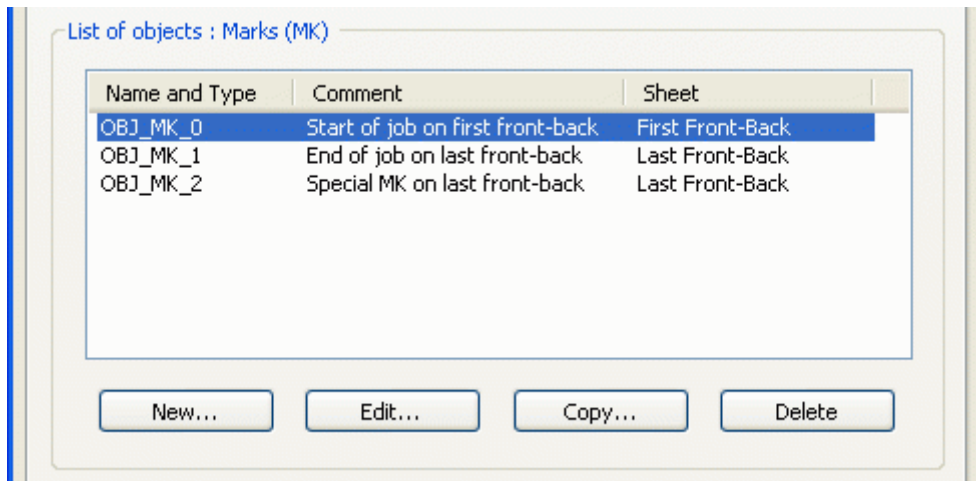 List of objects : Marks (MK)
Name and Type Comment Sheet
OBJ_MK_0 Start of job on first front-back First Front-Back
OBJ_MK_1 End of job on last front-back Last Front-Back
OBJ_MK_2 Special MK on last front-back Last Front-Back
New... Edit... Copy... Delete